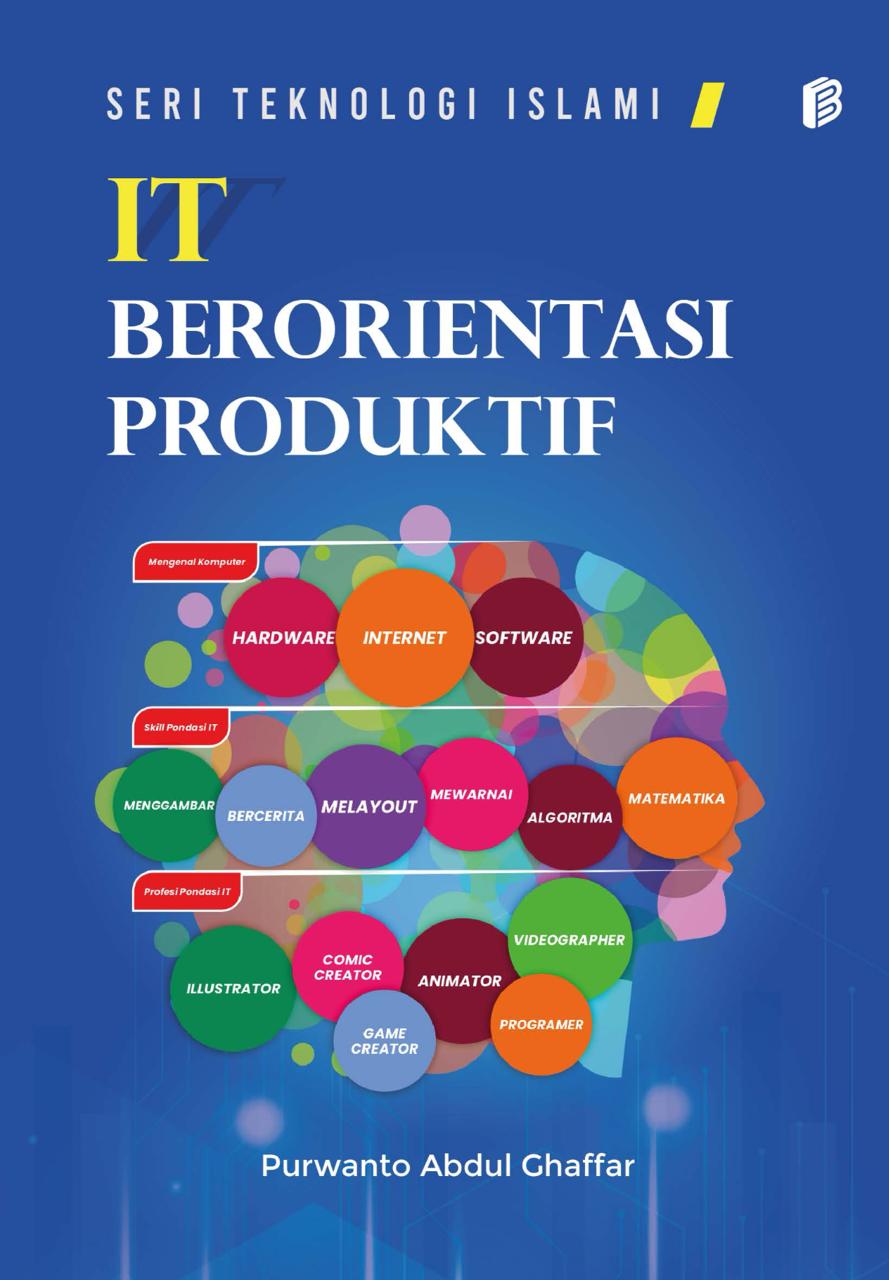 SERI TEKNOLOGI ISLAMI
IT
BERORIENTASI
PRODUKTIF
Mengenal Komputer
HARDWARE
INTERNET
SOFTWARE
Skill Pondasi IT
MENGGAMBAR
BERCERITA
MELAYOUT
MEWARNAI
ALGORITMA
MATEMATIKA
Profesi Pondasi IT
ILLUSTRATOR
COMIC
CREATOR
ANIMATOR
VIDEOGRAPHER
GAME
CREATOR
PROGRAMER
Purwanto Abdul Ghaffar